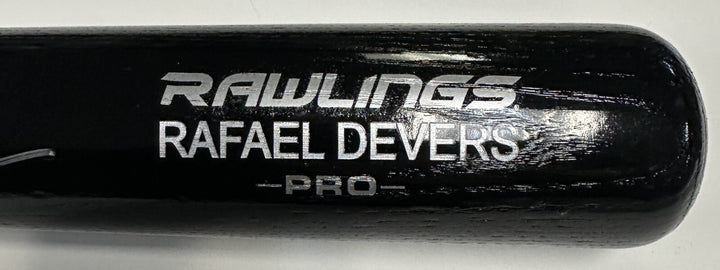 RAWLINGS
RAFAEL DEVERS
-PRO-